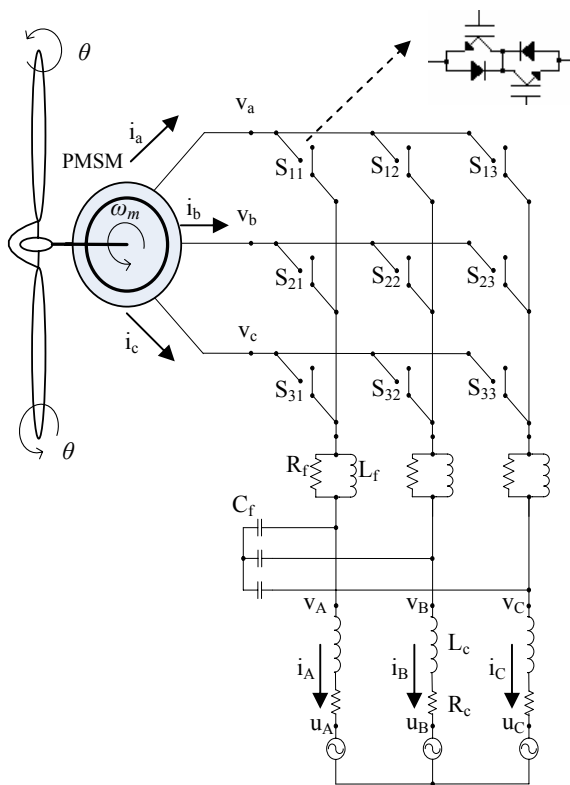 θ
v_a
i_a
PMSM
S_11 S_12 S_13
ω_m
i_b v_b
S_21 S_22 S_23
i_c v_c
S_31 S_32 S_33
θ
R_f L_f
C_f
v_A v_B v_C
i_A i_B L_c i_C
R_c
u_A u_B u_C